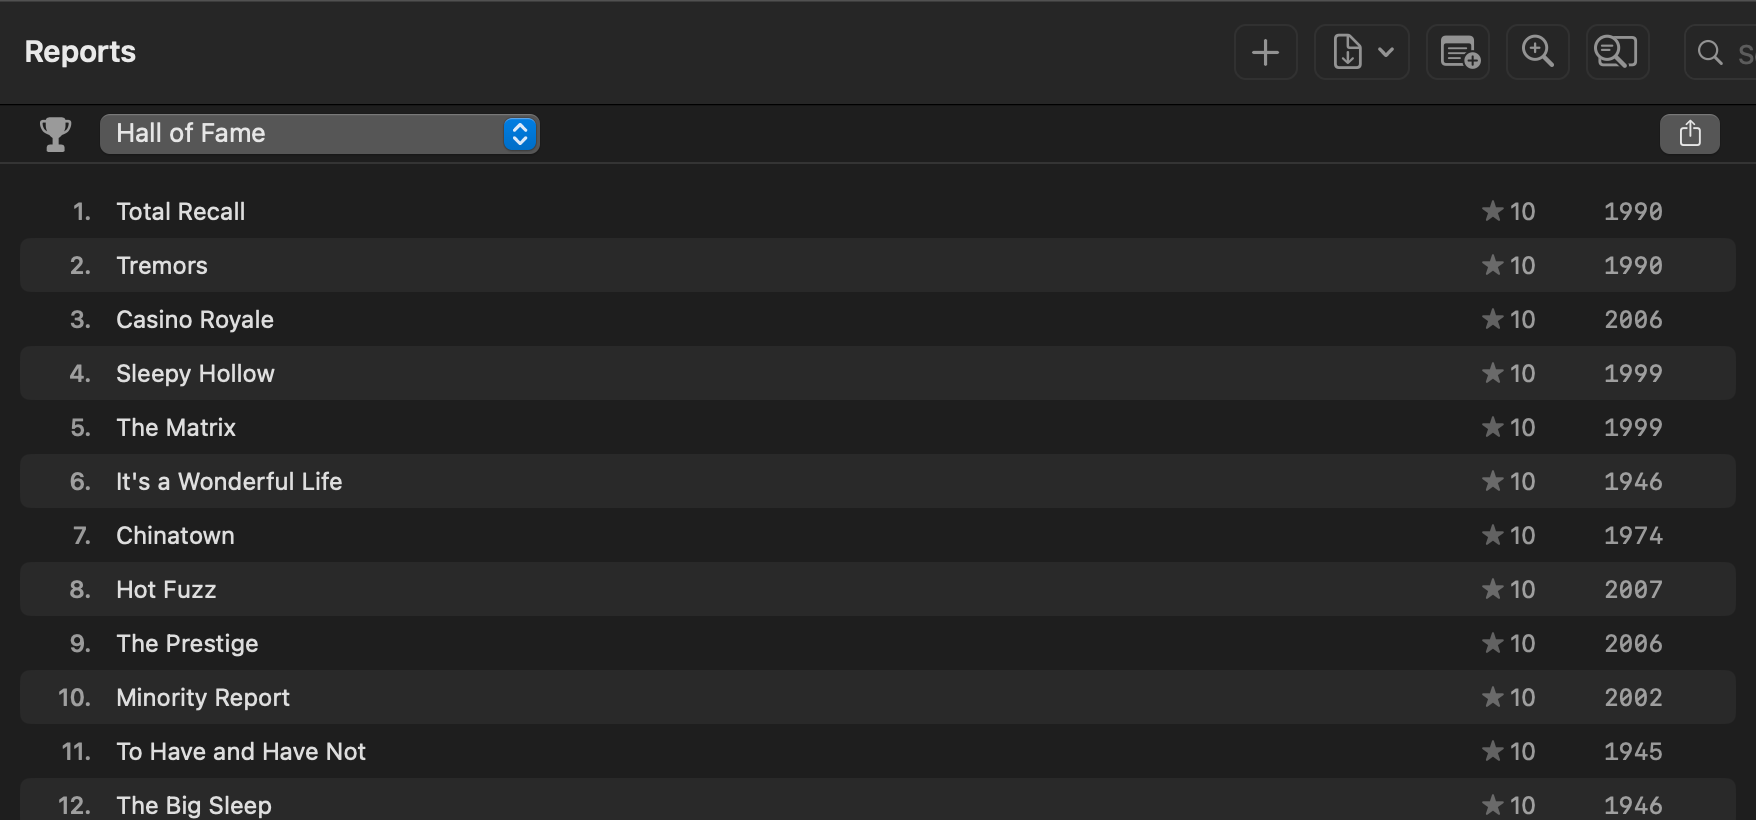 Reports
Hall of Fame
1. Total Recall ★ 10 1990
2. Tremors ★ 10 1990
3. Casino Royale ★ 10 2006
4. Sleepy Hollow ★ 10 1999
5. The Matrix ★ 10 1999
6. It's a Wonderful Life ★ 10 1946
7. Chinatown ★ 10 1974
8. Hot Fuzz ★ 10 2007
9. The Prestige ★ 10 2006
10. Minority Report ★ 10 2002
11. To Have and Have Not ★ 10 1945
12. The Big Sleep ★ 10 1946